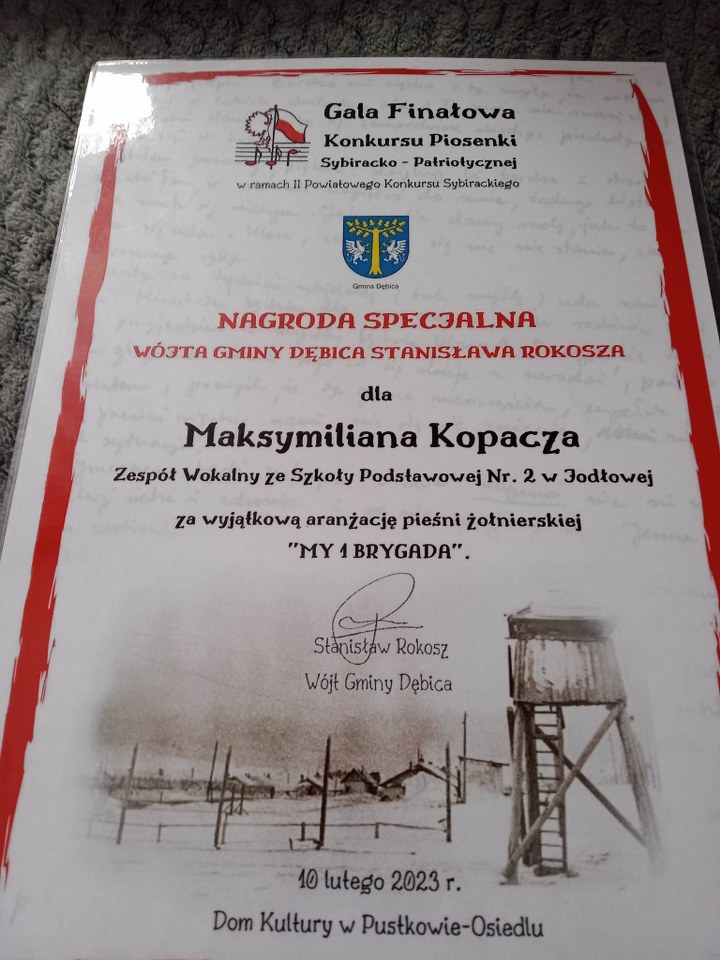 Gala Finałowa
Konkursu Piosenki
Sybiracko - Patriotycznej
w ramach II Powiatowego Konkursu Sybirackiego
Gmina Dębica
NAGRODA SPECJALNA
WÓJTA GMINY DĘBICA STANISŁAWA ROKOSZA
dla
Maksymiliana Kopacza
Zespół Wokalny ze Szkoły Podstawowej Nr. 2 w Jodłowej
za wyjątkową aranżację pieśni żołnierskiej
"MY 1 BRYGADA".
Stanisław Rokosz
Wójt Gminy Dębica
10 lutego 2023 r.
Dom Kultury w Pustkowie-Osiedlu